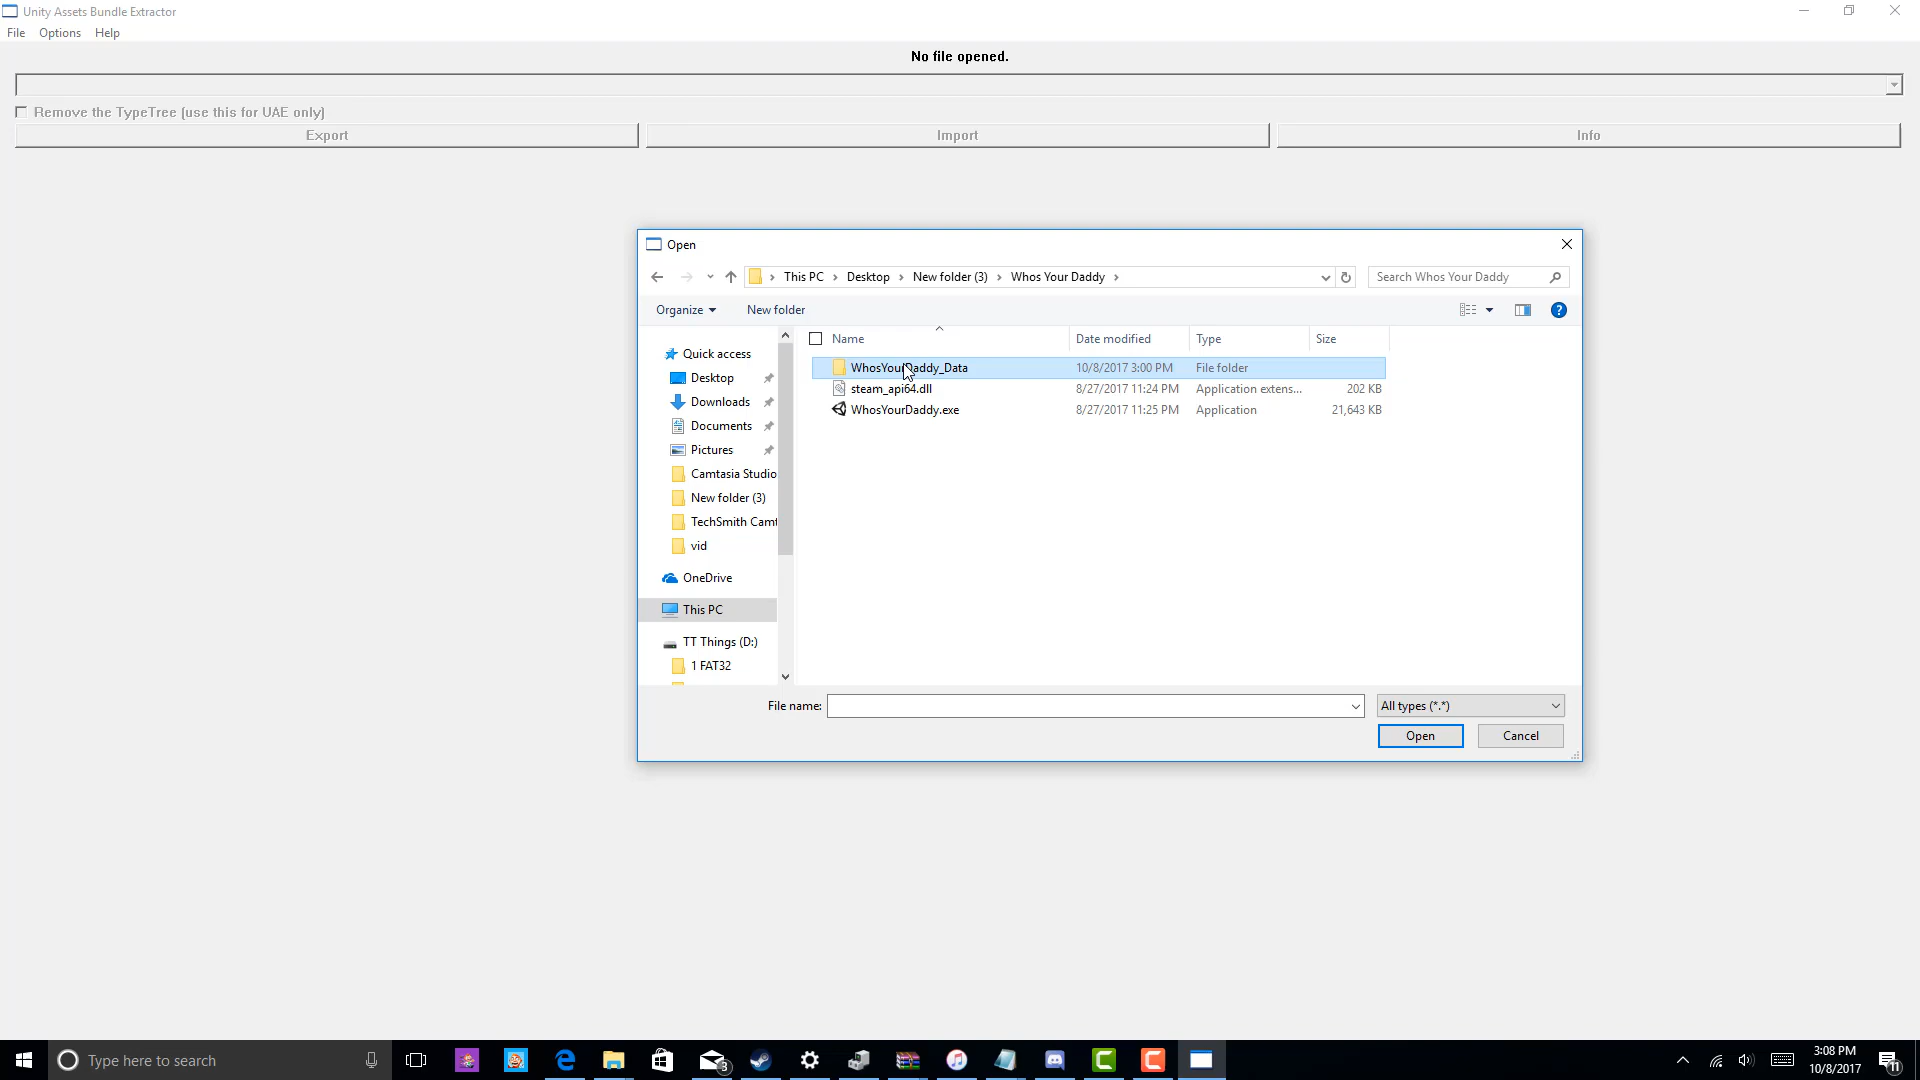 Unity Assets Bundle Extractor
File Options Help
No file opened.
Remove the TypeTree (use this for UAE only)
Export Import Info
Open
This PC Desktop New folder (3) Whos Your Daddy
Search Whos Your Daddy
Organize New folder
Name Date modified Type Size
WhosYourDaddy_Data 10/8/2017 3:00 PM File folder
steam_api64.dll 8/27/2017 11:24 PM Application extens... 202 KB
WhosYourDaddy.exe 8/27/2017 11:25 PM Application 21,643 KB
Quick access
Desktop
Downloads
Documents
Pictures
Camtasia Studio
New folder (3)
TechSmith Camt
vid
OneDrive
This PC
TT Things (D:)
1 FAT32
File name:
All types (*.*)
Open Cancel
Type here to search
3
3:08 PM
10/8/2017
11